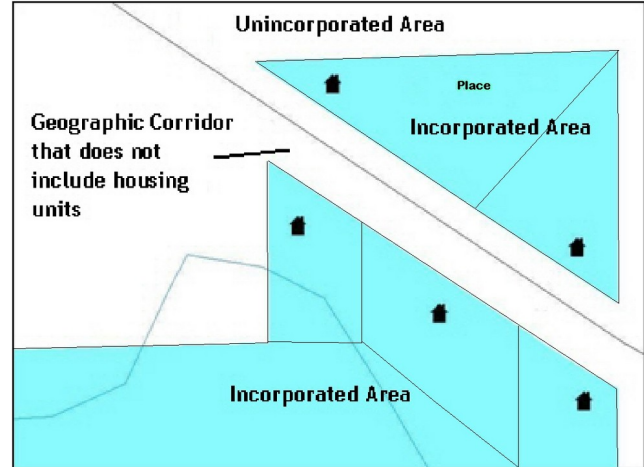 Unincorporated Area
Place
Incorporated Area
Geographic Corridor
that does not
include housing
units
Incorporated Area